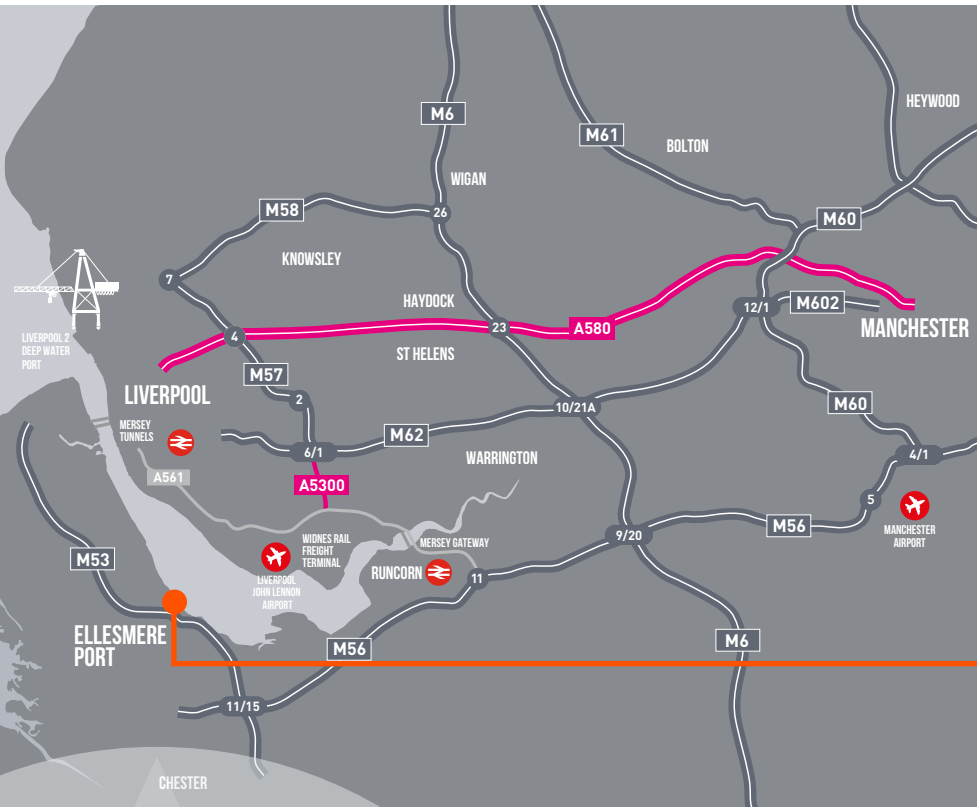 HEYWOOD
M6
M61
BOLTON
WIGAN
M58
26
M60
KNOWSLEY
7
HAYDOCK
12/1
M602
LIVERPOOL 2
DEEP WATER
PORT
4
23
A580
MANCHESTER
ST HELENS
M57
LIVERPOOL
2
10/21A
M60
MERSEY
TUNNELS
M62
6/1
4/1
WARRINGTON
A561
A5300
5
M56
MANCHESTER
AIRPORT
9/20
WIDNES RAIL
FREIGHT
TERMINAL
MERSEY GATEWAY
M53
LIVERPOOL
JOHN LENNON
AIRPORT
RUNCORN
11
ELLESMERE
PORT
M56
M6
11/15
CHESTER